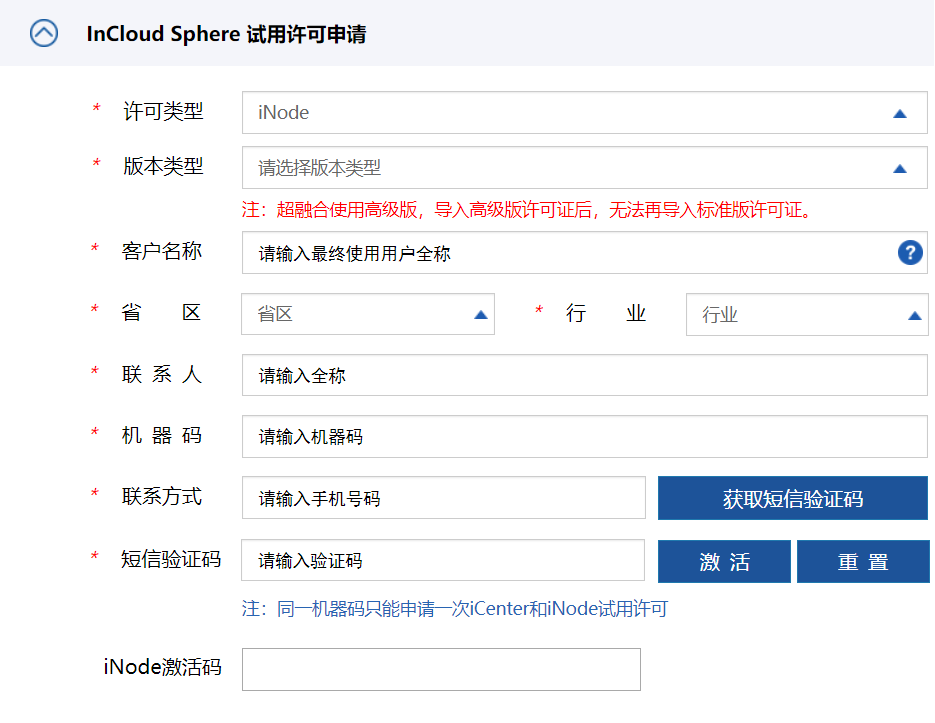 InCloud Sphere 试用许可申请
* 许可类型 iNode
* 版本类型 请选择版本类型
注：超融合使用高级版，导入高级版许可证后，无法再导入标准版许可证。
* 客户名称 请输入最终使用用户全称 ?
* 省 区 省区 * 行 业 行业
* 联 系 人 请输入全称
* 机 器 码 请输入机器码
* 联系方式 请输入手机号码 获取短信验证码
* 短信验证码 请输入验证码 激 活 重 置
注：同一机器码只能申请一次iCenter和iNode试用许可
iNode激活码